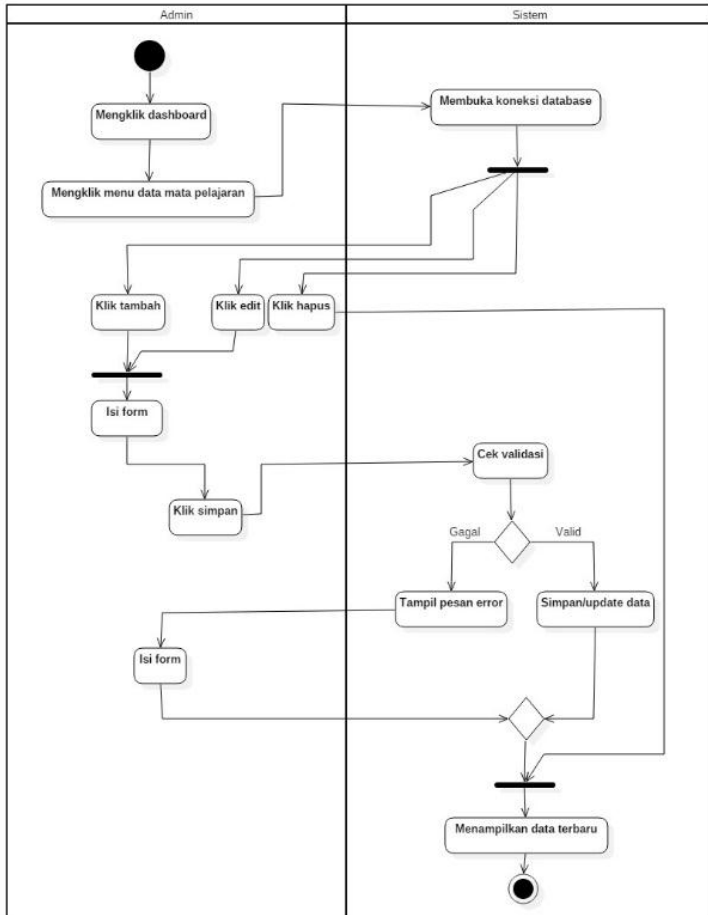 Admin
Sistem
Mengklik dashboard
Membuka koneksi database
Mengklik menu data mata pelajaran
Klik tambah
Klik edit
Klik hapus
Isi form
Cek validasi
Klik simpan
Gagal
Valid
Tampil pesan error
Simpan/update data
Isi form
Menampilkan data terbaru